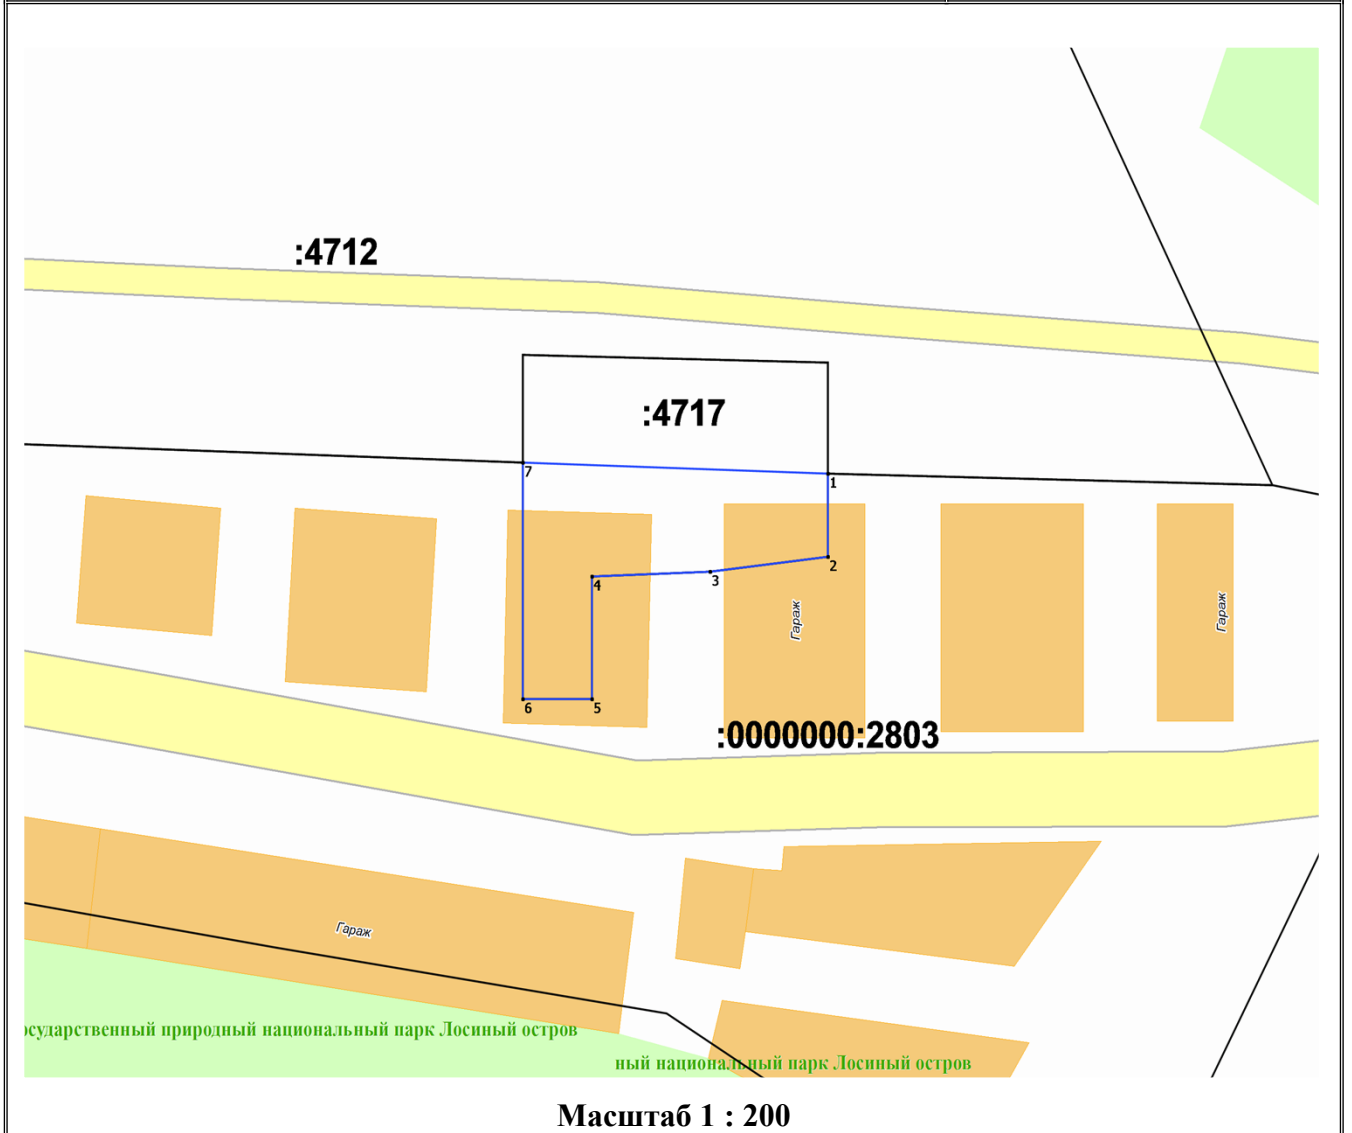 :4712
:4717
7
1
2
3
4
5
6
Гараж
Гараж
:0000000:2803
Гараж
осударственный природный национальный парк Лосиный остров
ный национальный парк Лосиный остров
Масштаб 1 : 200